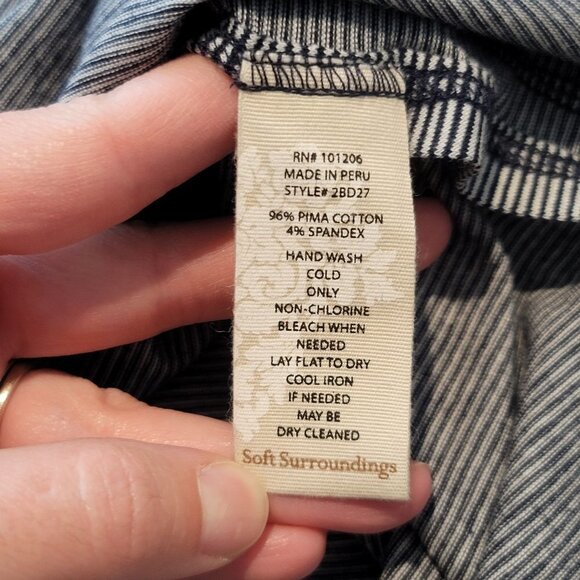 RN# 101206
MADE IN PERU
STYLE# 2BD27
96% PIMA COTTON
4% SPANDEX
HAND WASH
COLD
ONLY
NON-CHLORINE
BLEACH WHEN
NEEDED
LAY FLAT TO DRY
COOL IRON
IF NEEDED
MAY BE
DRY CLEANED
Soft Surroundings